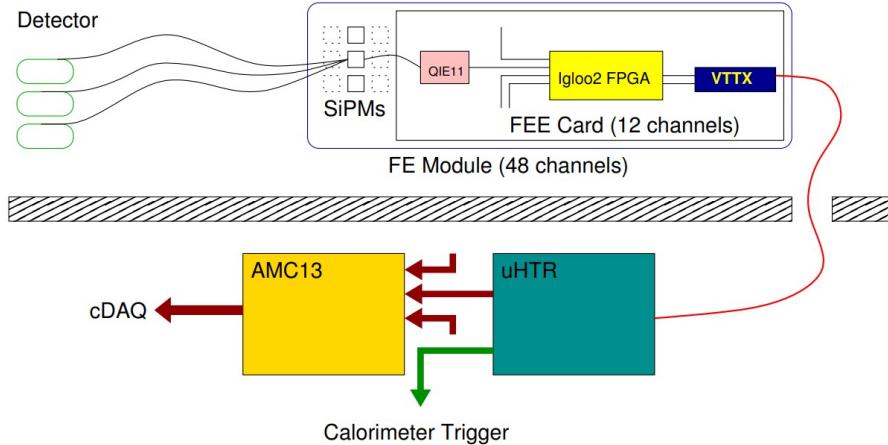 Detector
QIE11
Igloo2 FPGA
VTTX
SiPMs
FEE Card (12 channels)
FE Module (48 channels)
AMC13
uHTR
cDAQ
Calorimeter Trigger